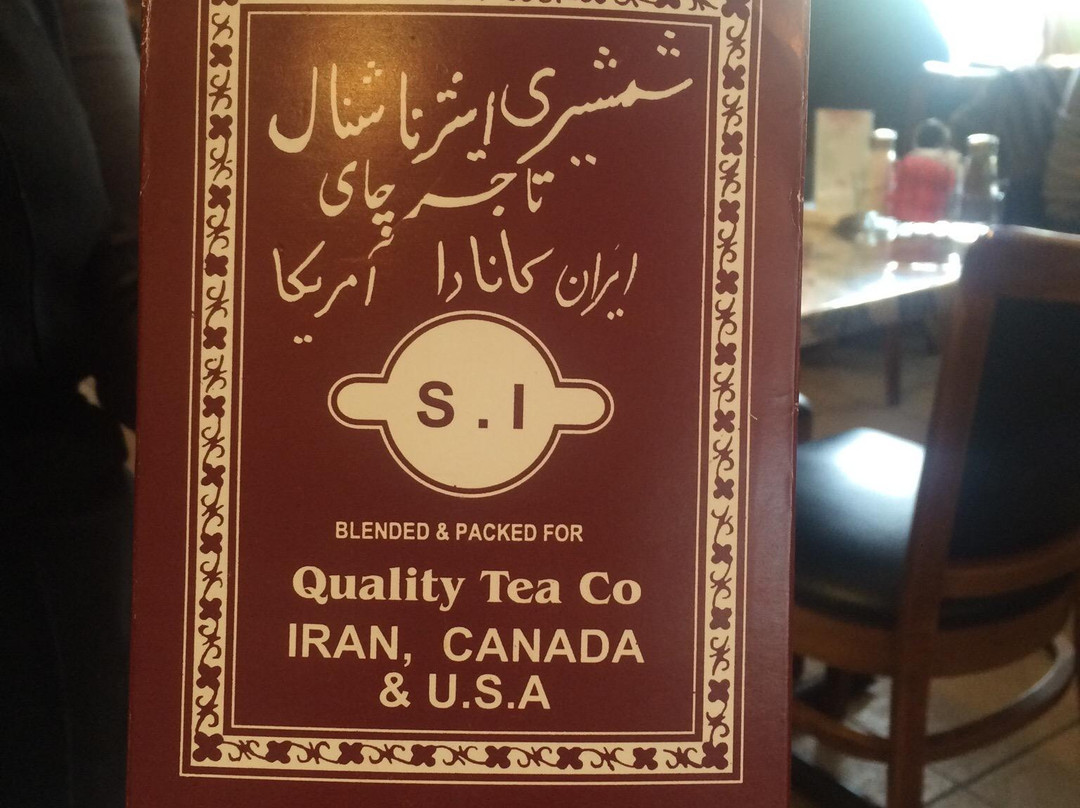 شمشیری اینترناشنال
تاجر چای
ایران کانادا آمریکا
S.I
BLENDED & PACKED FOR
Quality Tea Co
IRAN, CANADA
& U.S.A